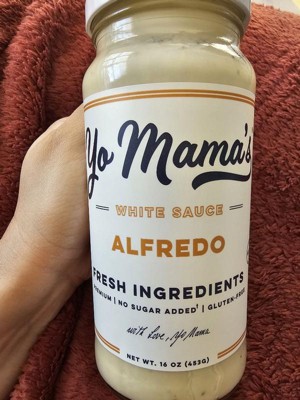 Yo Mama's
WHITE SAUCE
ALFREDO
FRESH INGREDIENTS
| NO SUGAR ADDED† | GLUTEN-FREE
with love, Yo Mama
NET WT. 16 OZ (453G)